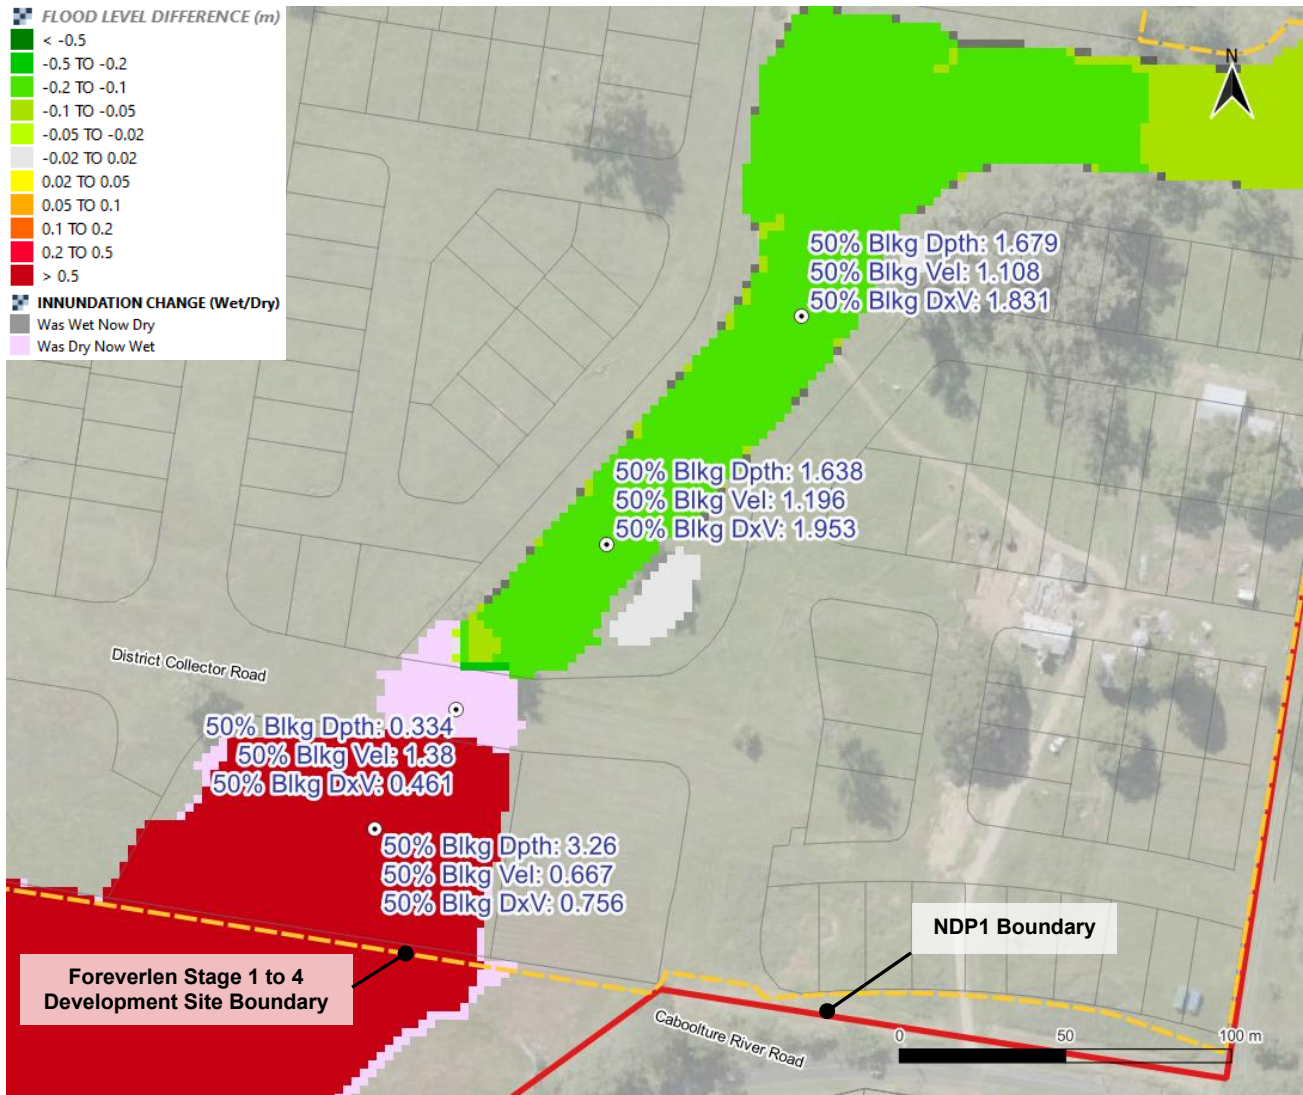 FLOOD LEVEL DIFFERENCE (m)
< -0.5
-0.5 TO -0.2
-0.2 TO -0.1
-0.1 TO -0.05
-0.05 TO -0.02
-0.02 TO 0.02
0.02 TO 0.05
0.05 TO 0.1
0.1 TO 0.2
0.2 TO 0.5
> 0.5
INNUNDATION CHANGE (Wet/Dry)
Was Wet Now Dry
Was Dry Now Wet
N
50% Blkg Dpth: 1.679
50% Blkg Vel: 1.108
50% Blkg DxV: 1.831
50% Blkg Dpth: 1.638
50% Blkg Vel: 1.196
50% Blkg DxV: 1.953
District Collector Road
50% Blkg Dpth: 0.334
50% Blkg Vel: 1.38
50% Blkg DxV: 0.461
50% Blkg Dpth: 3.26
50% Blkg Vel: 0.667
50% Blkg DxV: 0.756
NDP1 Boundary
Foreverlen Stage 1 to 4
Development Site Boundary
Caboolture River Road
0 50 100 m